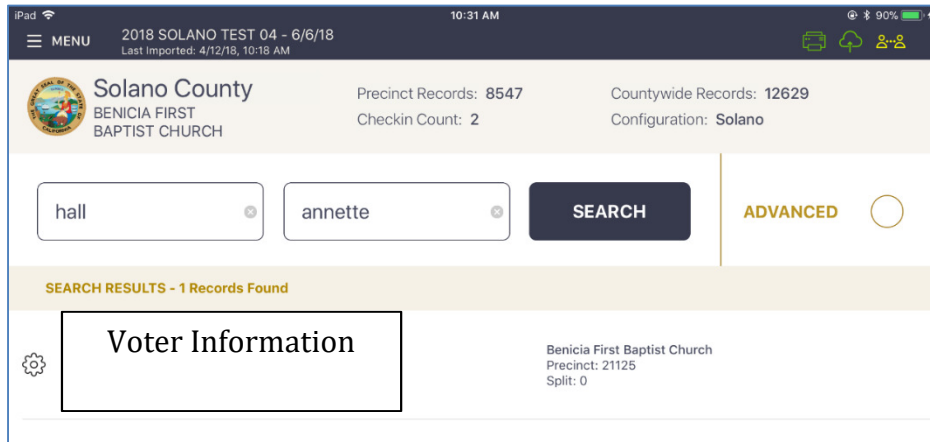 iPad 10:31 AM 90%
MENU 2018 SOLANO TEST 04 - 6/6/18
Last Imported: 4/12/18, 10:18 AM
Solano County
BENICIA FIRST
BAPTIST CHURCH
Precinct Records: 8547
Checkin Count: 2
Countywide Records: 12629
Configuration: Solano
hall annette SEARCH ADVANCED
SEARCH RESULTS - 1 Records Found
Voter Information
Benicia First Baptist Church
Precinct: 21125
Split: 0